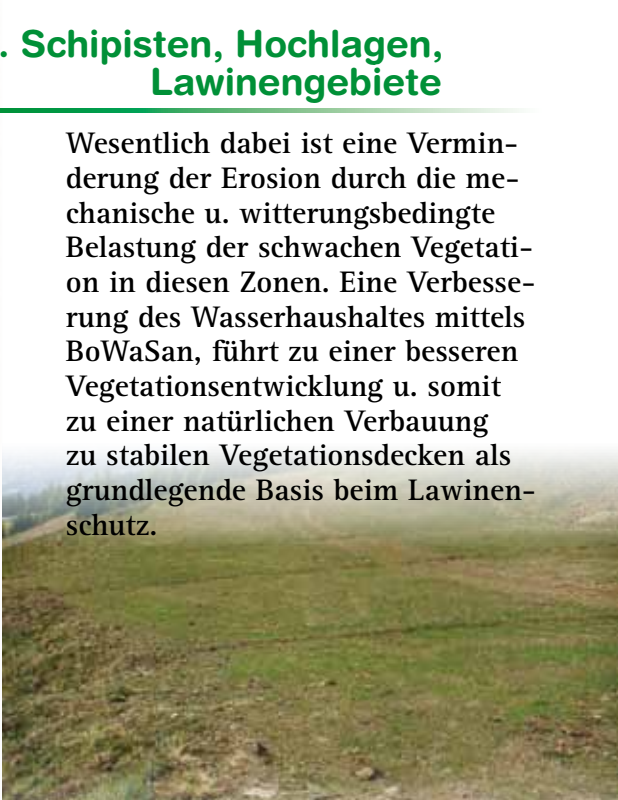 . Schipisten, Hochlagen,
Lawinengebiete
Wesentlich dabei ist eine Vermin-
derung der Erosion durch die me-
chanische u. witterungsbedingte
Belastung der schwachen Vegetati-
on in diesen Zonen. Eine Verbesse-
rung des Wasserhaushaltes mittels
BoWaSan, führt zu einer besseren
Vegetationsentwicklung u. somit
zu einer natürlichen Verbauung
zu stabilen Vegetationsdecken als
grundlegende Basis beim Lawinen-
schutz.